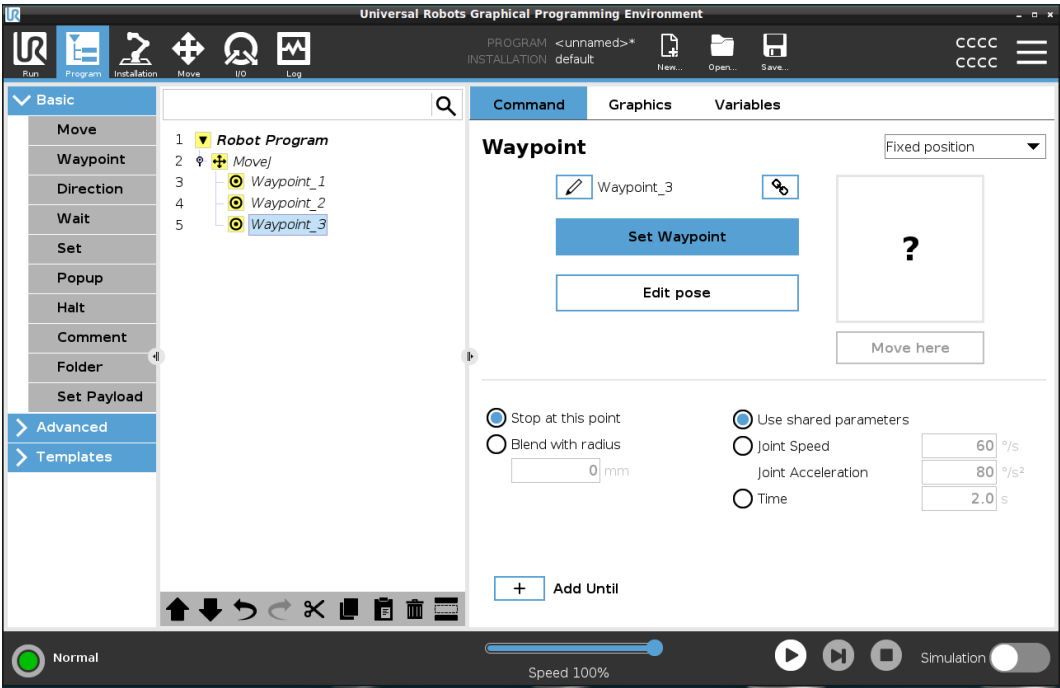 UR
Universal Robots Graphical Programming Environment
UR
Run
Program
Installation
Move
I/O
Log
PROGRAM <unnamed>*
INSTALLATION default
New...
Open...
Save...
CCCC
CCCC
Basic
Move
Waypoint
Direction
Wait
Set
Popup
Halt
Comment
Folder
Set Payload
Advanced
Templates
1 Robot Program
2 MoveJ
3 Waypoint_1
4 Waypoint_2
5 Waypoint_3
Command Graphics Variables
Waypoint
Fixed position
Waypoint_3
Set Waypoint
Edit pose
?
Move here
Stop at this point
Blend with radius
0 mm
Use shared parameters
Joint Speed 60 °/s
Joint Acceleration 80 °/s²
Time 2.0 s
+ Add Until
Normal
Speed 100%
Simulation